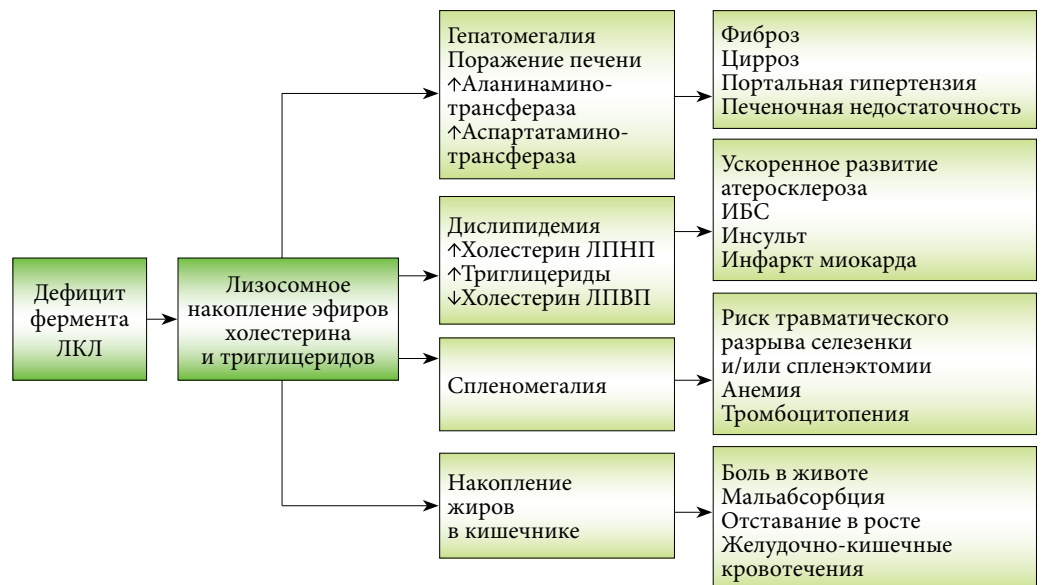 Дефицит
фермента
ЛКЛ
Лизосомное
накопление эфиров
холестерина
и триглицеридов
Гепатомегалия
Поражение печени
↑Аланинамино-
трансфераза
↑Аспартатамино-
трансфераза
Фиброз
Цирроз
Портальная гипертензия
Печеночная недостаточность
Дислипидемия
↑Холестерин ЛПНП
↑Триглицериды
↓Холестерин ЛПВП
Ускоренное развитие
атеросклероза
ИБС
Инсульт
Инфаркт миокарда
Спленомегалия
Риск травматического
разрыва селезенки
и/или спленэктомии
Анемия
Тромбоцитопения
Накопление
жиров
в кишечнике
Боль в животе
Мальабсорбция
Отставание в росте
Желудочно-кишечные
кровотечения